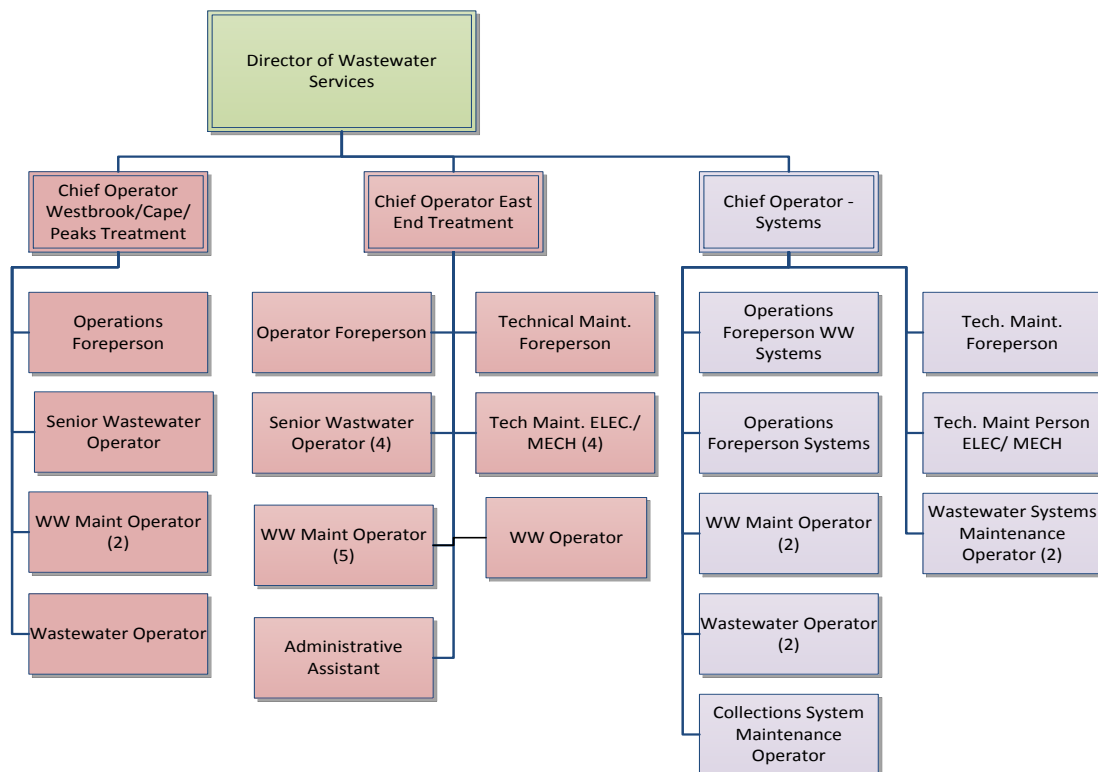 Director of Wastewater
Services
Chief Operator
Westbrook/Cape/
Peaks Treatment
Chief Operator East
End Treatment
Chief Operator -
Systems
Operations
Foreperson
Senior Wastewater
Operator
WW Maint Operator
(2)
Wastewater Operator
Operator Foreperson
Technical Maint.
Foreperson
Senior Wastwater
Operator (4)
Tech Maint. ELEC./
MECH (4)
WW Maint Operator
(5)
WW Operator
Administrative
Assistant
Operations
Foreperson WW
Systems
Tech. Maint.
Foreperson
Operations
Foreperson Systems
Tech. Maint Person
ELEC/ MECH
WW Maint Operator
(2)
Wastewater Systems
Maintenance
Operator (2)
Wastewater Operator
(2)
Collections System
Maintenance
Operator